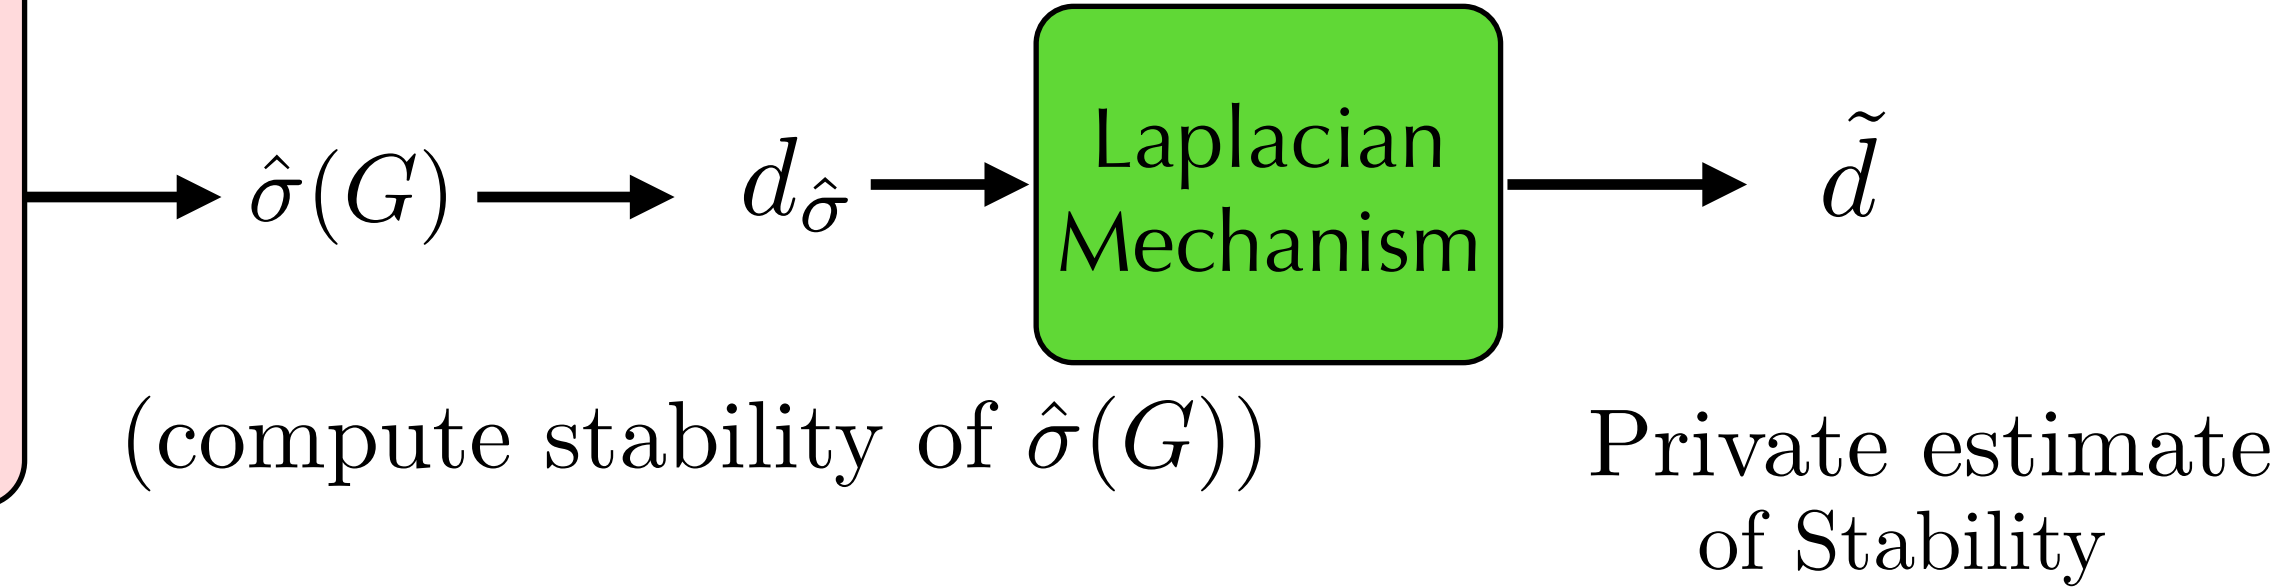 σ̂(G)
d_σ̂
Laplacian
Mechanism
d̃
(compute stability of σ̂(G))
Private estimate
of Stability